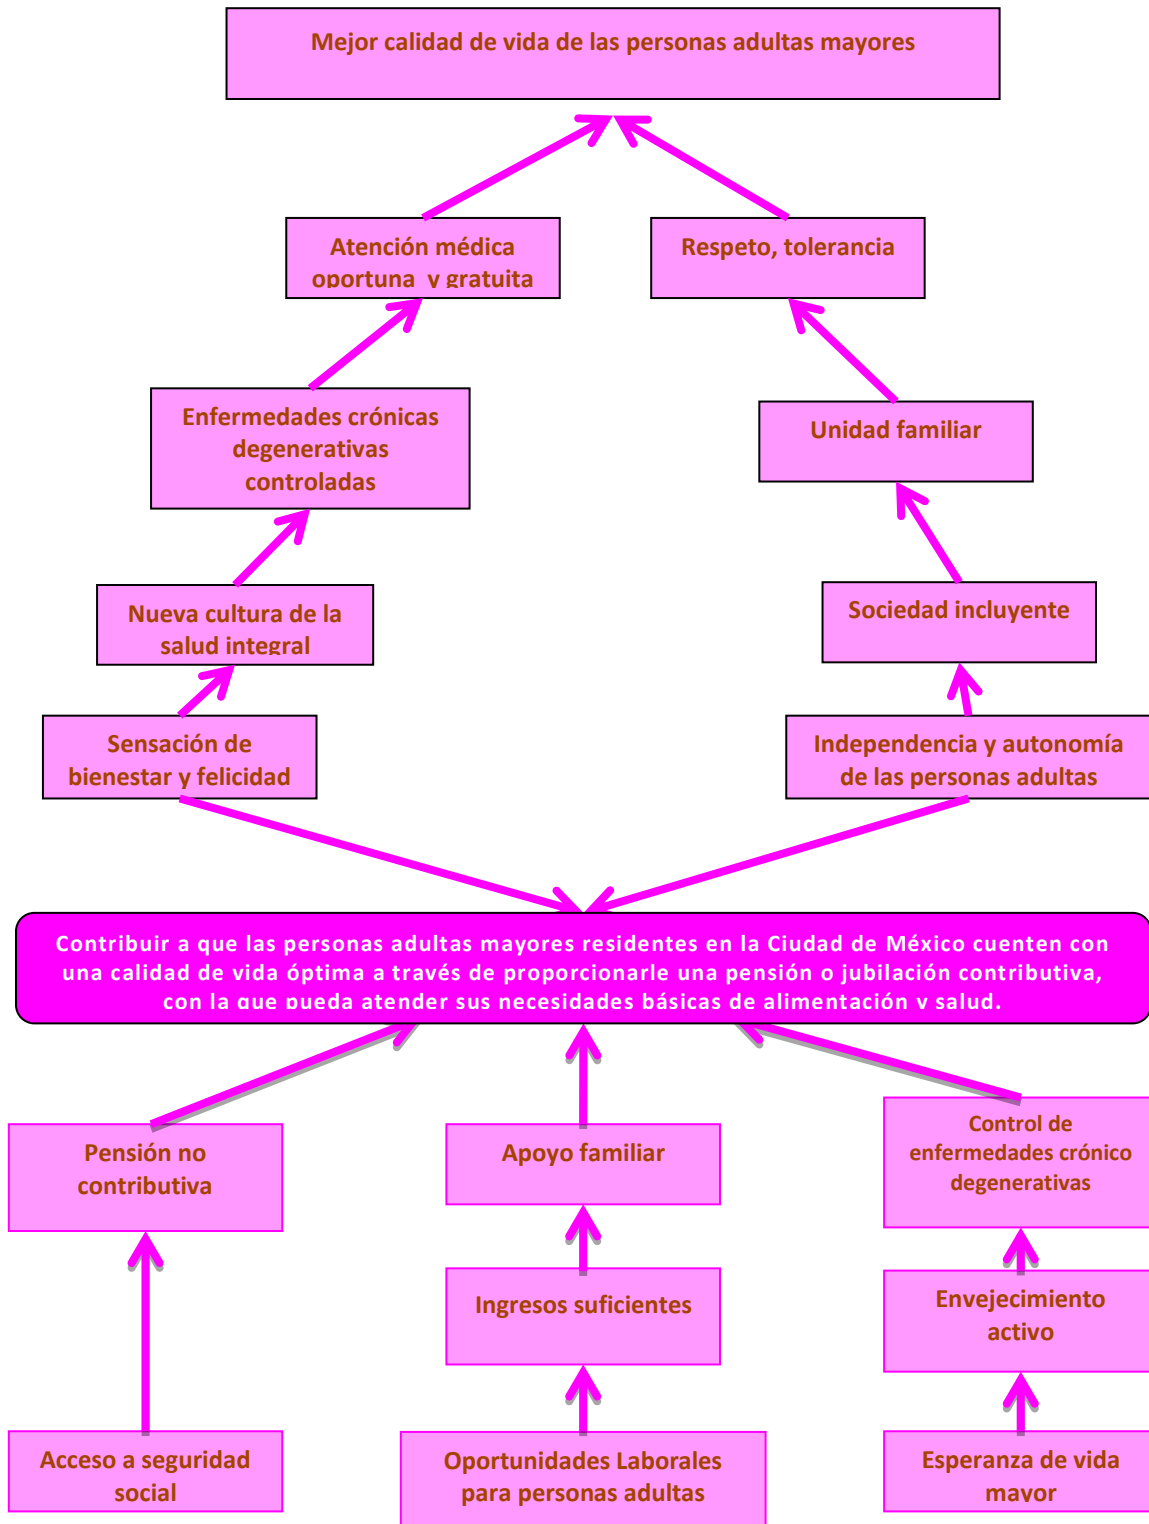 Mejor calidad de vida de las personas adultas mayores
Atención médica
oportuna y gratuita
Respeto, tolerancia
Enfermedades crónicas
degenerativas
controladas
Unidad familiar
Nueva cultura de la
salud integral
Sociedad incluyente
Sensación de
bienestar y felicidad
Independencia y autonomía
de las personas adultas
Contribuir a que las personas adultas mayores residentes en la Ciudad de México cuenten con
una calidad de vida óptima a través de proporcionarle una pensión o jubilación contributiva,
con la que pueda atender sus necesidades básicas de alimentación y salud.
Pensión no
contributiva
Apoyo familiar
Control de
enfermedades crónico
degenerativas
Ingresos suficientes
Envejecimiento
activo
Acceso a seguridad
social
Oportunidades Laborales
para personas adultas
Esperanza de vida
mayor